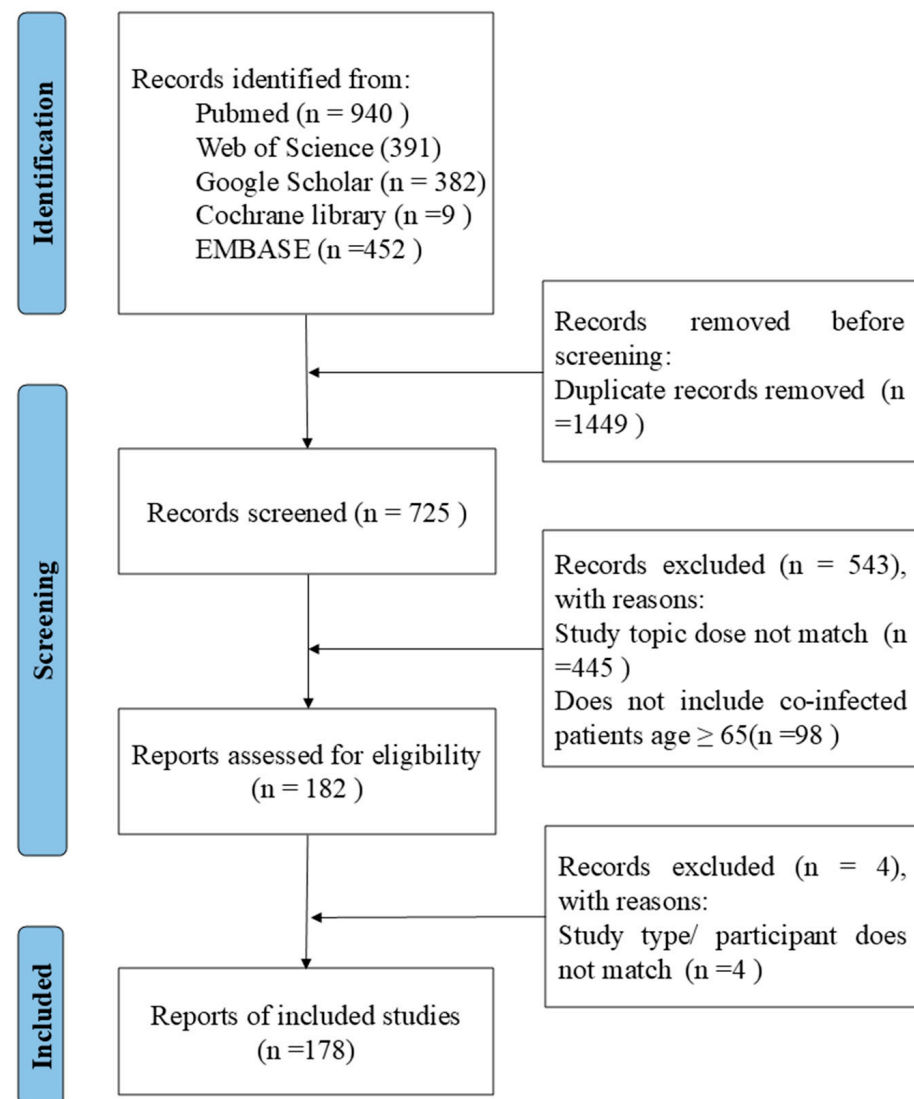 Identification
Records identified from:
Pubmed (n = 940 )
Web of Science (391)
Google Scholar (n = 382)
Cochrane library (n =9 )
EMBASE (n =452 )
Records removed before
screening:
Duplicate records removed (n
=1449 )
Screening
Records screened (n = 725 )
Records excluded (n = 543),
with reasons:
Study topic dose not match (n
=445 )
Does not include co-infected
patients age ≥ 65(n =98 )
Reports assessed for eligibility
(n = 182 )
Records excluded (n = 4),
with reasons:
Study type/ participant does
not match (n =4 )
Included
Reports of included studies
(n =178)